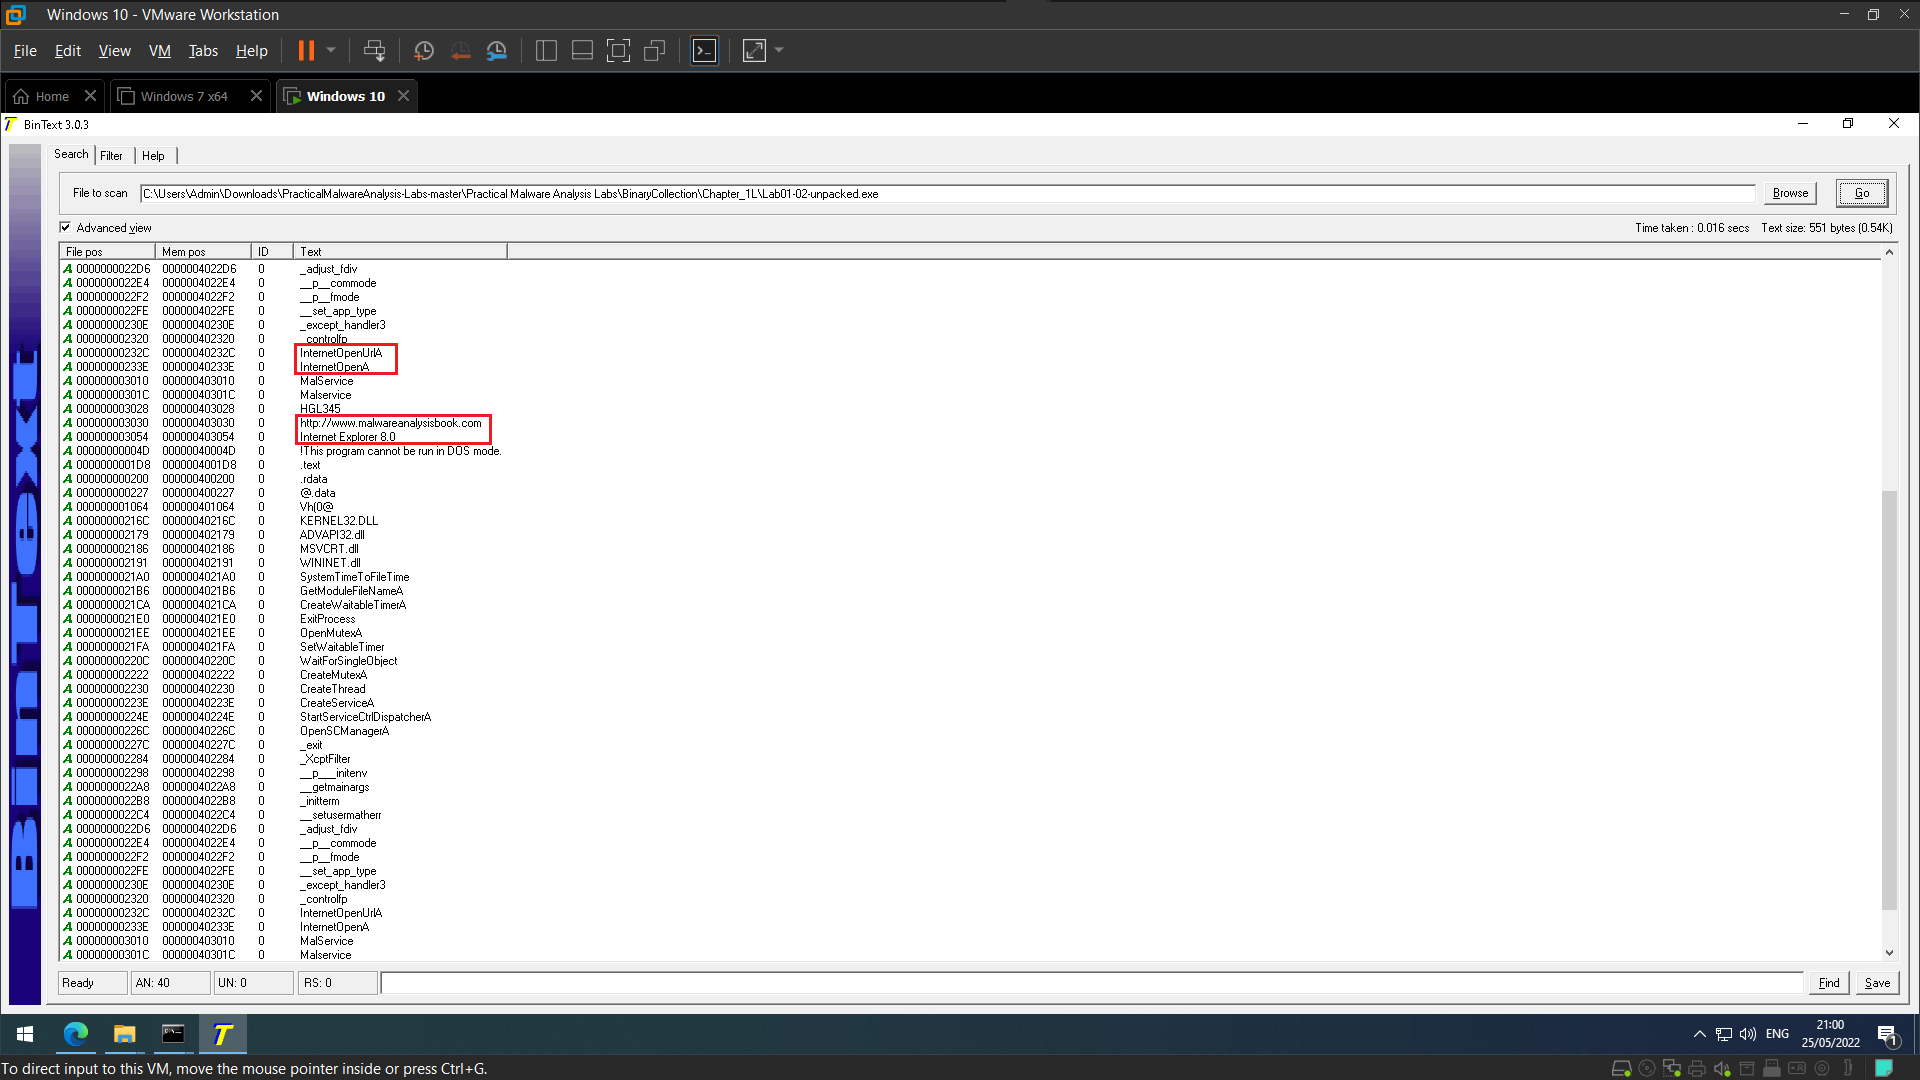 Windows 10 - VMware Workstation
File Edit View VM Tabs Help
Home Windows 7 x64 Windows 10
BinText 3.0.3
Search Filter Help
File to scan C:\Users\Admin\Downloads\PracticalMalwareAnalysis-Labs-master\Practical Malware Analysis Labs\BinaryCollection\Chapter_1L\Lab01-02-unpacked.exe Browse Go
Advanced view Time taken : 0.016 secs Text size: 551 bytes (0.54K)
File pos Mem pos ID Text
A 0000000022D6 0000004022D6 0 _adjust_fdiv
A 0000000022E4 0000004022E4 0 __p__commode
A 0000000022F2 0000004022F2 0 __p__fmode
A 0000000022FE 0000004022FE 0 __set_app_type
A 00000000230E 00000040230E 0 _except_handler3
A 000000002320 000000402320 0 _controlfp
A 00000000232C 00000040232C 0 InternetOpenUrlA
A 00000000233E 00000040233E 0 InternetOpenA
A 000000003010 000000403010 0 MalService
A 00000000301C 00000040301C 0 Malservice
A 000000003028 000000403028 0 HGL345
A 000000003030 000000403030 0 http://www.malwareanalysisbook.com
A 000000003054 000000403054 0 Internet Explorer 8.0
A 00000000004D 00000040004D 0 !This program cannot be run in DOS mode.
A 0000000001D8 0000004001D8 0 .text
A 000000000200 000000400200 0 .rdata
A 000000000227 000000400227 0 @.data
A 000000001064 000000401064 0 Vh(0@
A 00000000216C 00000040216C 0 KERNEL32.DLL
A 000000002179 000000402179 0 ADVAPI32.dll
A 000000002186 000000402186 0 MSVCRT.dll
A 000000002191 000000402191 0 WININET.dll
A 0000000021A0 0000004021A0 0 SystemTimeToFileTime
A 0000000021B6 0000004021B6 0 GetModuleFileNameA
A 0000000021CA 0000004021CA 0 CreateWaitableTimerA
A 0000000021E0 0000004021E0 0 ExitProcess
A 0000000021EE 0000004021EE 0 OpenMutexA
A 0000000021FA 0000004021FA 0 SetWaitableTimer
A 00000000220C 00000040220C 0 WaitForSingleObject
A 000000002222 000000402222 0 CreateMutexA
A 000000002230 000000402230 0 CreateThread
A 00000000223E 00000040223E 0 CreateServiceA
A 00000000224E 00000040224E 0 StartServiceCtrlDispatcherA
A 00000000226C 00000040226C 0 OpenSCManagerA
A 00000000227C 00000040227C 0 _exit
A 000000002284 000000402284 0 _XcptFilter
A 000000002298 000000402298 0 __p___initenv
A 0000000022A8 0000004022A8 0 __getmainargs
A 0000000022B8 0000004022B8 0 _initterm
A 0000000022C4 0000004022C4 0 __setusermatherr
A 0000000022D6 0000004022D6 0 _adjust_fdiv
A 0000000022E4 0000004022E4 0 __p__commode
A 0000000022F2 0000004022F2 0 __p__fmode
A 0000000022FE 0000004022FE 0 __set_app_type
A 00000000230E 00000040230E 0 _except_handler3
A 000000002320 000000402320 0 _controlfp
A 00000000232C 00000040232C 0 InternetOpenUrlA
A 00000000233E 00000040233E 0 InternetOpenA
A 000000003010 000000403010 0 MalService
A 00000000301C 00000040301C 0 Malservice
BinText
Ready AN: 40 UN: 0 RS: 0 Find Save
ENG 21:00
25/05/2022 1
To direct input to this VM, move the mouse pointer inside or press Ctrl+G.